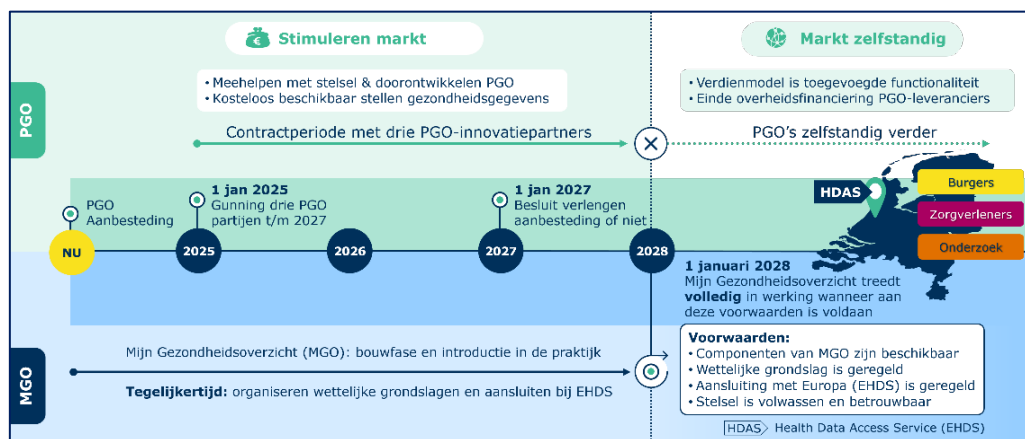 Stimuleren markt
Markt zelfstandig
PGO
• Meehelpen met stelsel & doorontwikkelen PGO
• Kosteloos beschikbaar stellen gezondheidsgegevens
• Verdienmodel is toegevoegde functionaliteit
• Einde overheidsfinanciering PGO-leveranciers
Contractperiode met drie PGO-innovatiepartners
PGO's zelfstandig verder
PGO
Aanbesteding
1 jan 2025
Gunning drie PGO
partijen t/m 2027
1 jan 2027
Besluit verlengen
aanbesteding of niet
HDAS
Burgers
Zorgverleners
Onderzoek
NU
2025
2026
2027
2028
1 januari 2028
Mijn Gezondheidsoverzicht treedt
volledig in werking wanneer aan
deze voorwaarden is voldaan
MGO
Mijn Gezondheidsoverzicht (MGO): bouwfase en introductie in de praktijk
Tegelijkertijd: organiseren wettelijke grondslagen en aansluiten bij EHDS
Voorwaarden:
• Componenten van MGO zijn beschikbaar
• Wettelijke grondslag is geregeld
• Aansluiting met Europa (EHDS) is geregeld
• Stelsel is volwassen en betrouwbaar
HDAS Health Data Access Service (EHDS)